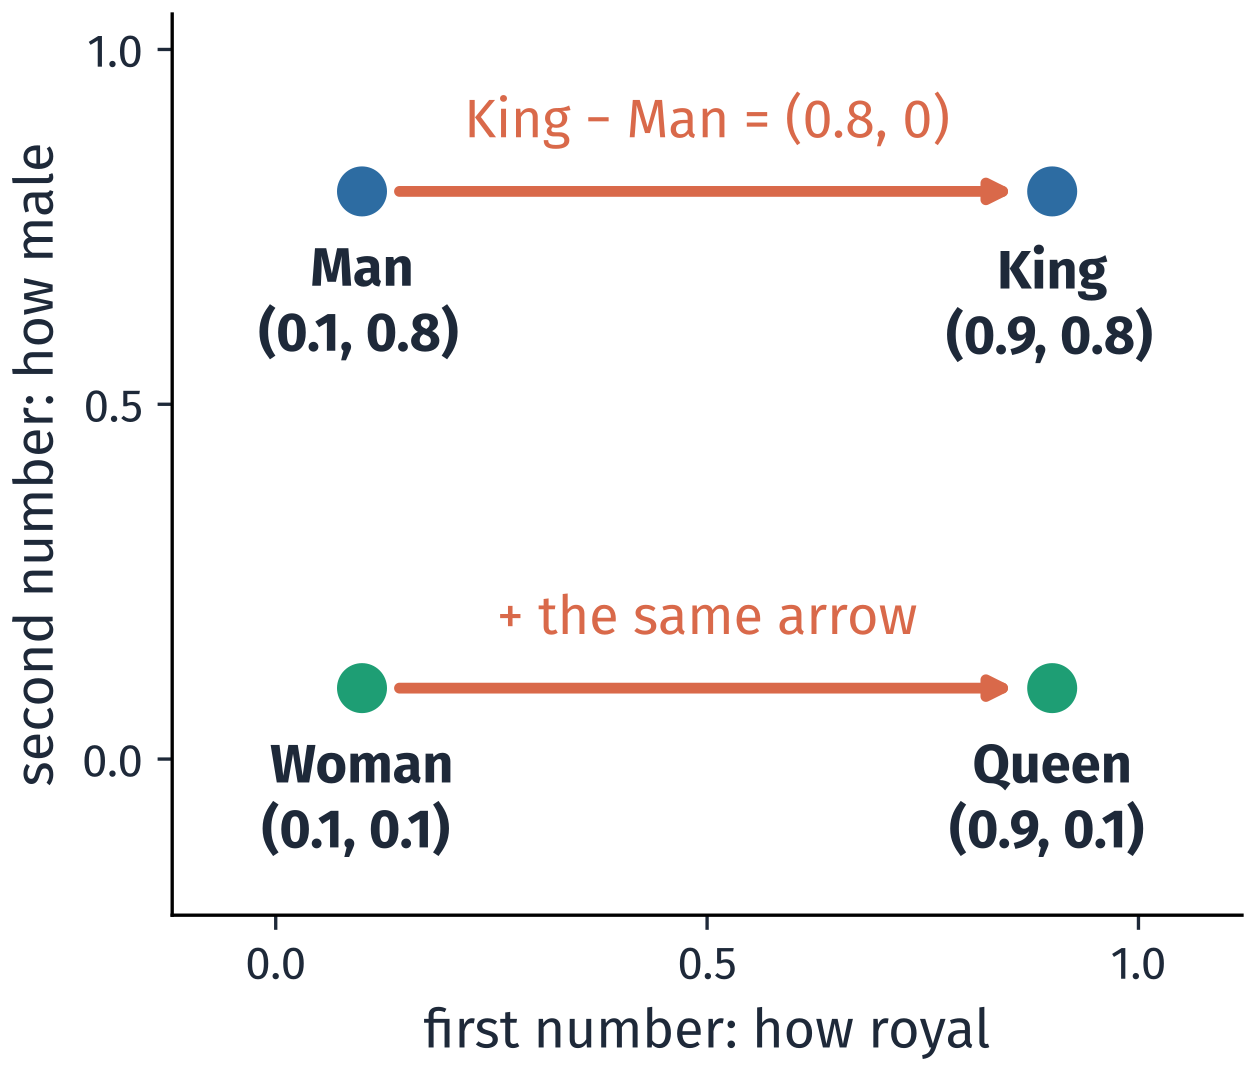 1.0
King − Man = (0.8, 0)
Man
(0.1, 0.8)
King
(0.9, 0.8)
second number: how male
0.5
+ the same arrow
0.0
Woman
(0.1, 0.1)
Queen
(0.9, 0.1)
0.0
0.5
1.0
first number: how royal